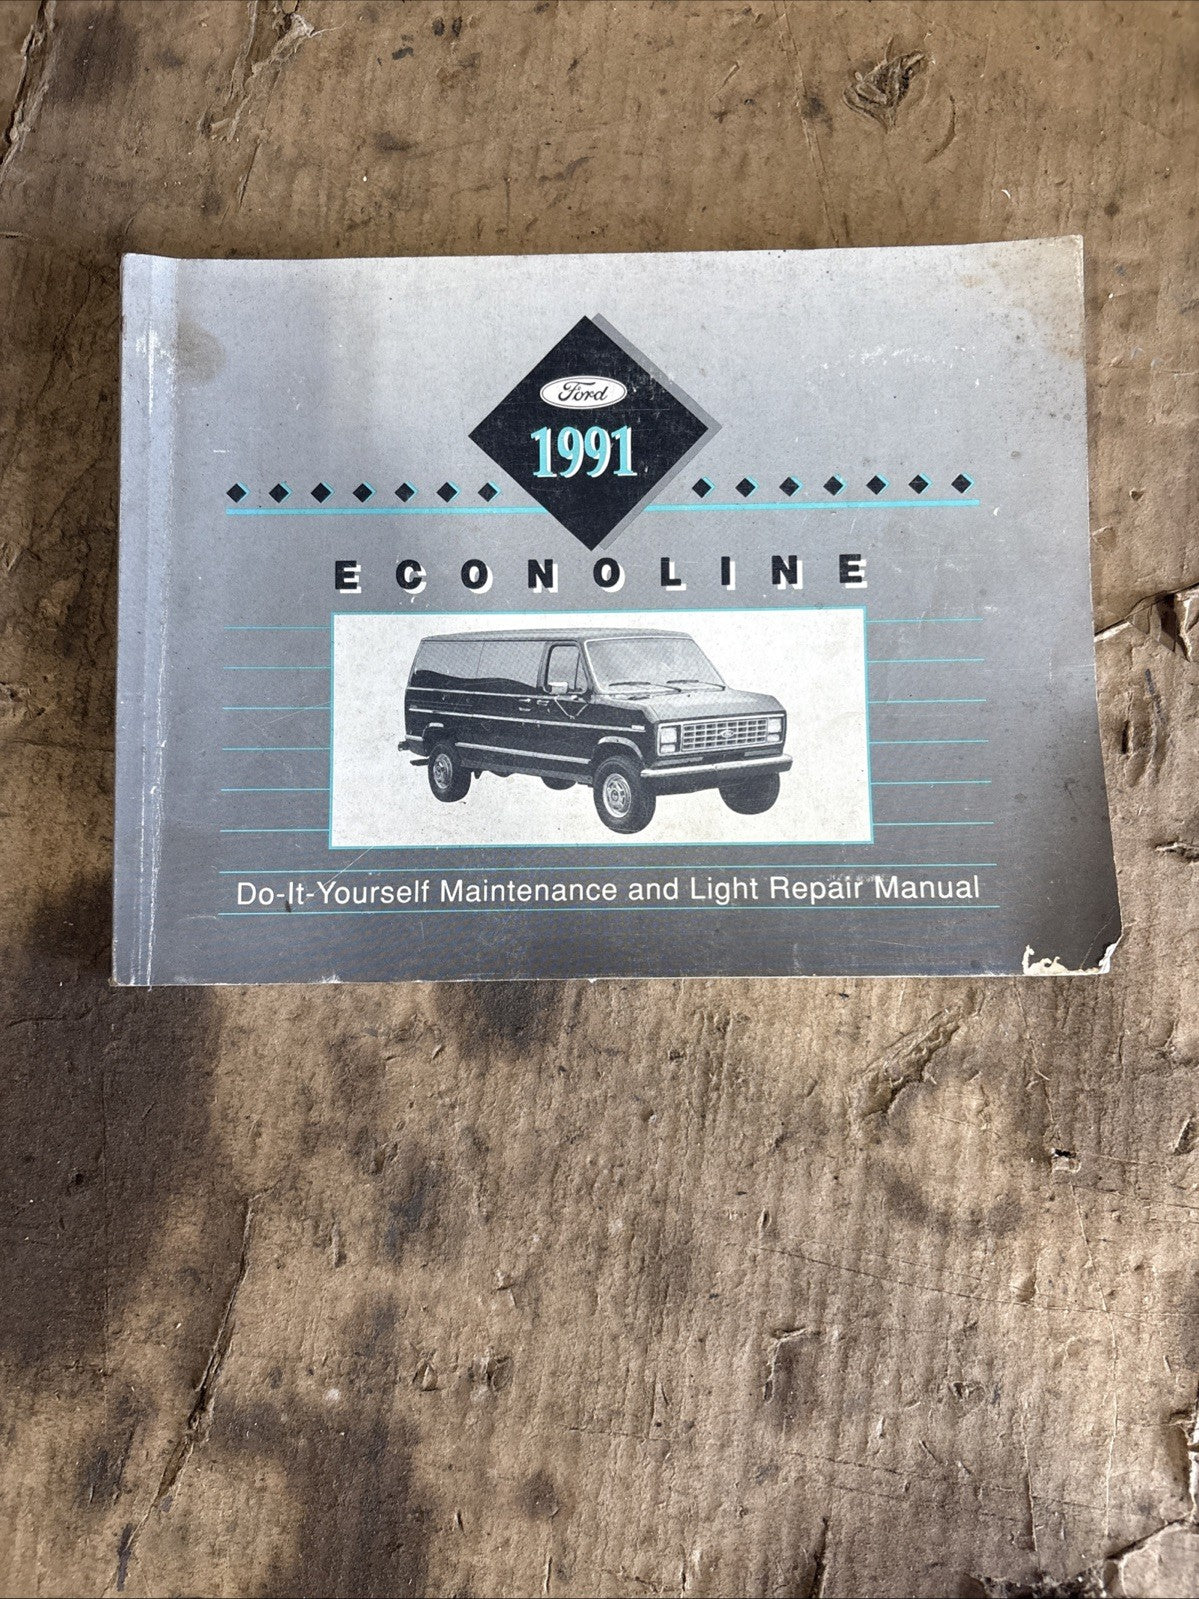 Ford
1991
ECONOLINE
Do-It-Yourself Maintenance and Light Repair Manual